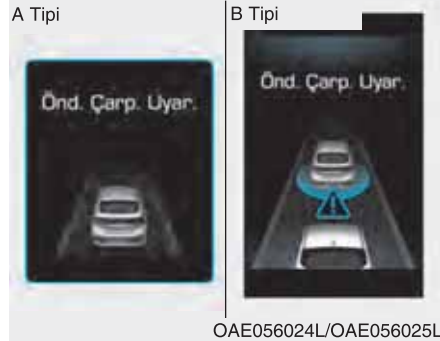 A Tipi
Önd. Çarp. Uyar.
B Tipi
Önd. Çarp. Uyar.
OAE056024L/OAE056025L